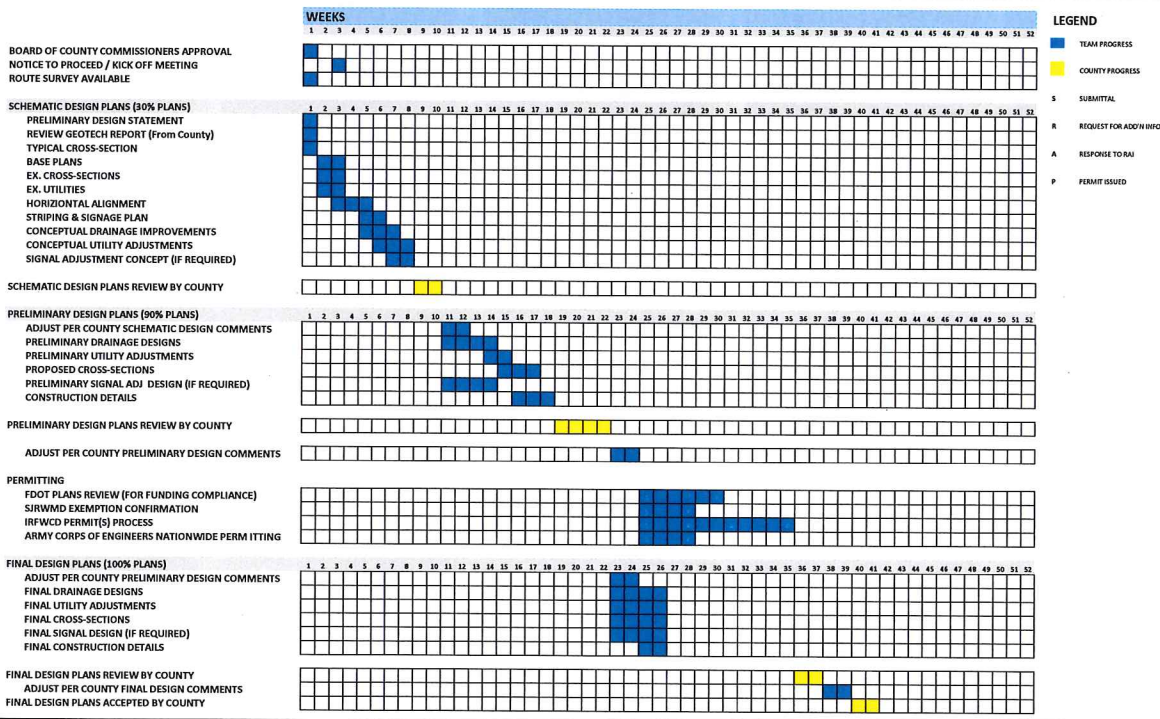 WEEKS
1 2 3 4 5 6 7 8 9 10 11 12 13 14 15 16 17 18 19 20 21 22 23 24 25 26 27 28 29 30 31 32 33 34 35 36 37 38 39 40 41 42 43 44 45 46 47 48 49 50 51 52
BOARD OF COUNTY COMMISSIONERS APPROVAL
NOTICE TO PROCEED / KICK OFF MEETING
ROUTE SURVEY AVAILABLE
SCHEMATIC DESIGN PLANS (30% PLANS) 1 2 3 4 5 6 7 8 9 10 11 12 13 14 15 16 17 18 19 20 21 22 23 24 25 26 27 28 29 30 31 32 33 34 35 36 37 38 39 40 41 42 43 44 45 46 47 48 49 50 51 52
PRELIMINARY DESIGN STATEMENT
REVIEW GEOTECH REPORT (From County)
TYPICAL CROSS-SECTION
BASE PLANS
EX. CROSS-SECTIONS
EX. UTILITIES
HORIZIONTAL ALIGNMENT
STRIPING & SIGNAGE PLAN
CONCEPTUAL DRAINAGE IMPROVEMENTS
CONCEPTUAL UTILITY ADJUSTMENTS
SIGNAL ADJUSTMENT CONCEPT (IF REQUIRED)
SCHEMATIC DESIGN PLANS REVIEW BY COUNTY
PRELIMINARY DESIGN PLANS (90% PLANS) 1 2 3 4 5 6 7 8 9 10 11 12 13 14 15 16 17 18 19 20 21 22 23 24 25 26 27 28 29 30 31 32 33 34 35 36 37 38 39 40 41 42 43 44 45 46 47 48 49 50 51 52
ADJUST PER COUNTY SCHEMATIC DESIGN COMMENTS
PRELIMINARY DRAINAGE DESIGNS
PRELIMINARY UTILITY ADJUSTMENTS
PROPOSED CROSS-SECTIONS
PRELIMINARY SIGNAL ADJ DESIGN (IF REQUIRED)
CONSTRUCTION DETAILS
PRELIMINARY DESIGN PLANS REVIEW BY COUNTY
ADJUST PER COUNTY PRELIMINARY DESIGN COMMENTS
PERMITTING
FDOT PLANS REVIEW (FOR FUNDING COMPLIANCE)
SJRWMD EXEMPTION CONFIRMATION
IRFWCD PERMIT(S) PROCESS
ARMY CORPS OF ENGINEERS NATIONWIDE PERM ITTING
FINAL DESIGN PLANS (100% PLANS) 1 2 3 4 5 6 7 8 9 10 11 12 13 14 15 16 17 18 19 20 21 22 23 24 25 26 27 28 29 30 31 32 33 34 35 36 37 38 39 40 41 42 43 44 45 46 47 48 49 50 51 52
ADJUST PER COUNTY PRELIMINARY DESIGN COMMENTS
FINAL DRAINAGE DESIGNS
FINAL UTILITY ADJUSTMENTS
FINAL CROSS-SECTIONS
FINAL SIGNAL DESIGN (IF REQUIRED)
FINAL CONSTRUCTION DETAILS
FINAL DESIGN PLANS REVIEW BY COUNTY
ADJUST PER COUNTY FINAL DESIGN COMMENTS
FINAL DESIGN PLANS ACCEPTED BY COUNTY
LEGEND
TEAM PROGRESS
COUNTY PROGRESS
S SUBMITTAL
R REQUEST FOR ADD'N INFO
A RESPONSE TO RAI
P PERMIT ISSUED